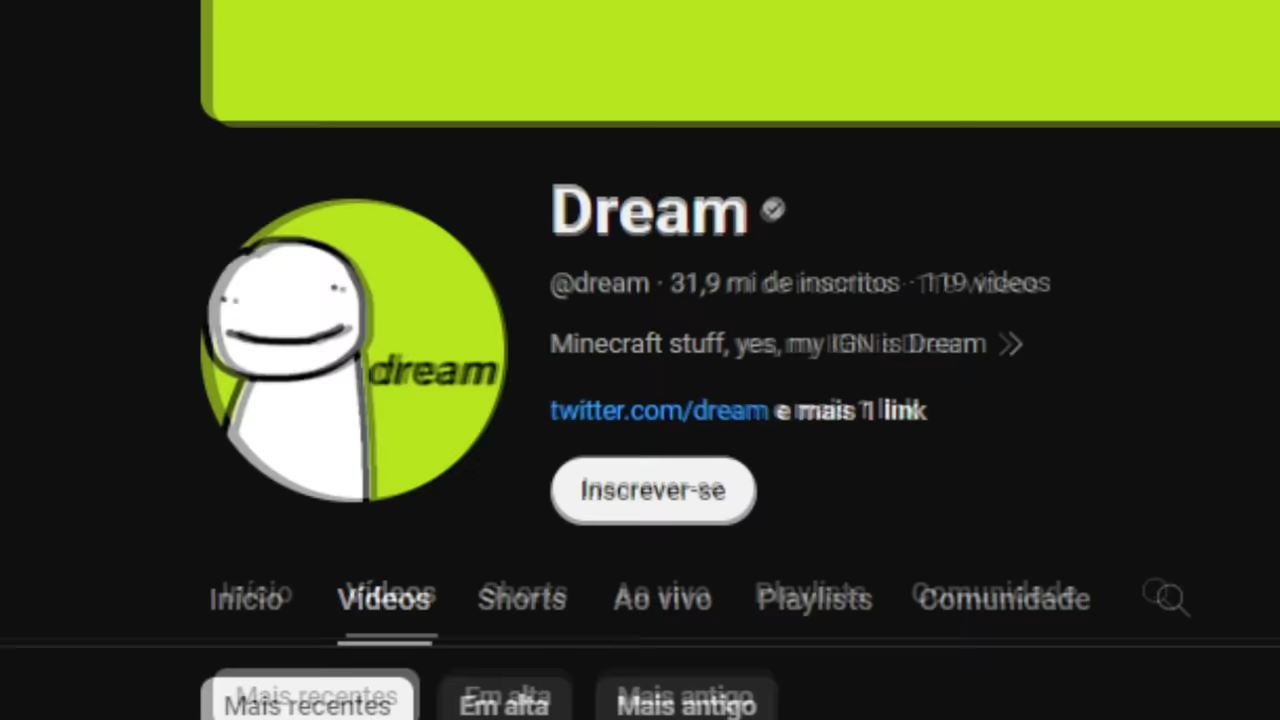 Dream
@dream · 31,9 mi de inscritos · 119 vídeos
Minecraft stuff, yes, my IGN is Dream
dream
twitter.com/dream e mais 1 link
Inscrever-se
Início Vídeos Shorts Ao vivo Playlists Comunidade
Mais recentes Em alta Mais antigo